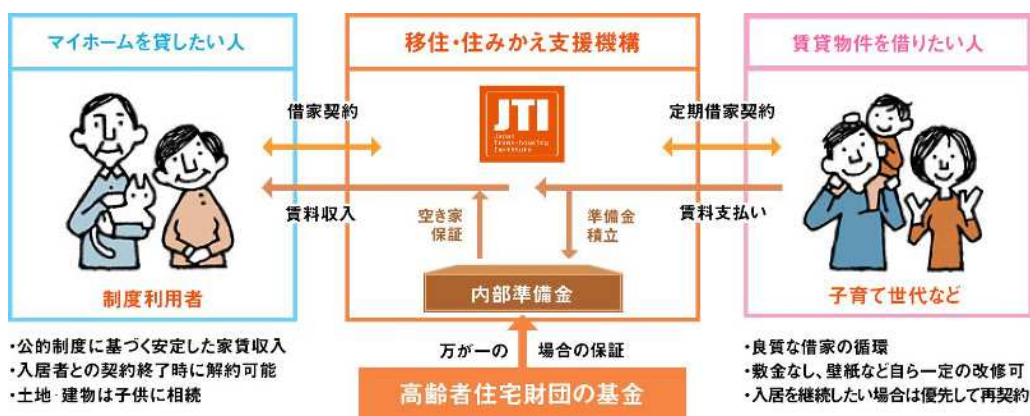 マイホームを貸したい人
移住・住みかえ支援機構
賃貸物件を借りたい人
借家契約
JTI
Japan
Trans-housing
Institute
定期借家契約
賃料収入
空き家
保証
準備金
積立
賃料支払い
内部準備金
制度利用者
子育て世代など
・公的制度に基づく安定した家賃収入
・入居者との契約終了時に解約可能
・土地・建物は子供に相続
万が一の
場合の保証
高齢者住宅財団の基金
・良質な借家の循環
・敷金なし、壁紙など自ら一定の改修可
・入居を継続したい場合は優先して再契約